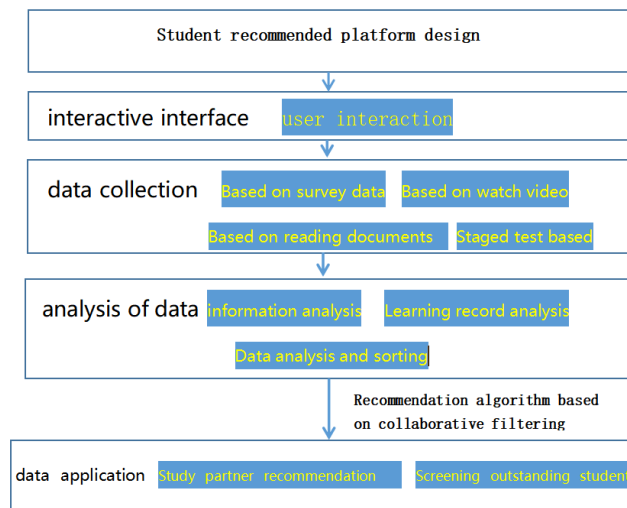 Student recommended platform design
interactive interface user interaction
data collection Based on survey data Based on watch video
Based on reading documents Staged test based
analysis of data information analysis Learning record analysis
Data analysis and sorting
Recommendation algorithm based
on collaborative filtering
data application Study partner recommendation Screening outstanding student